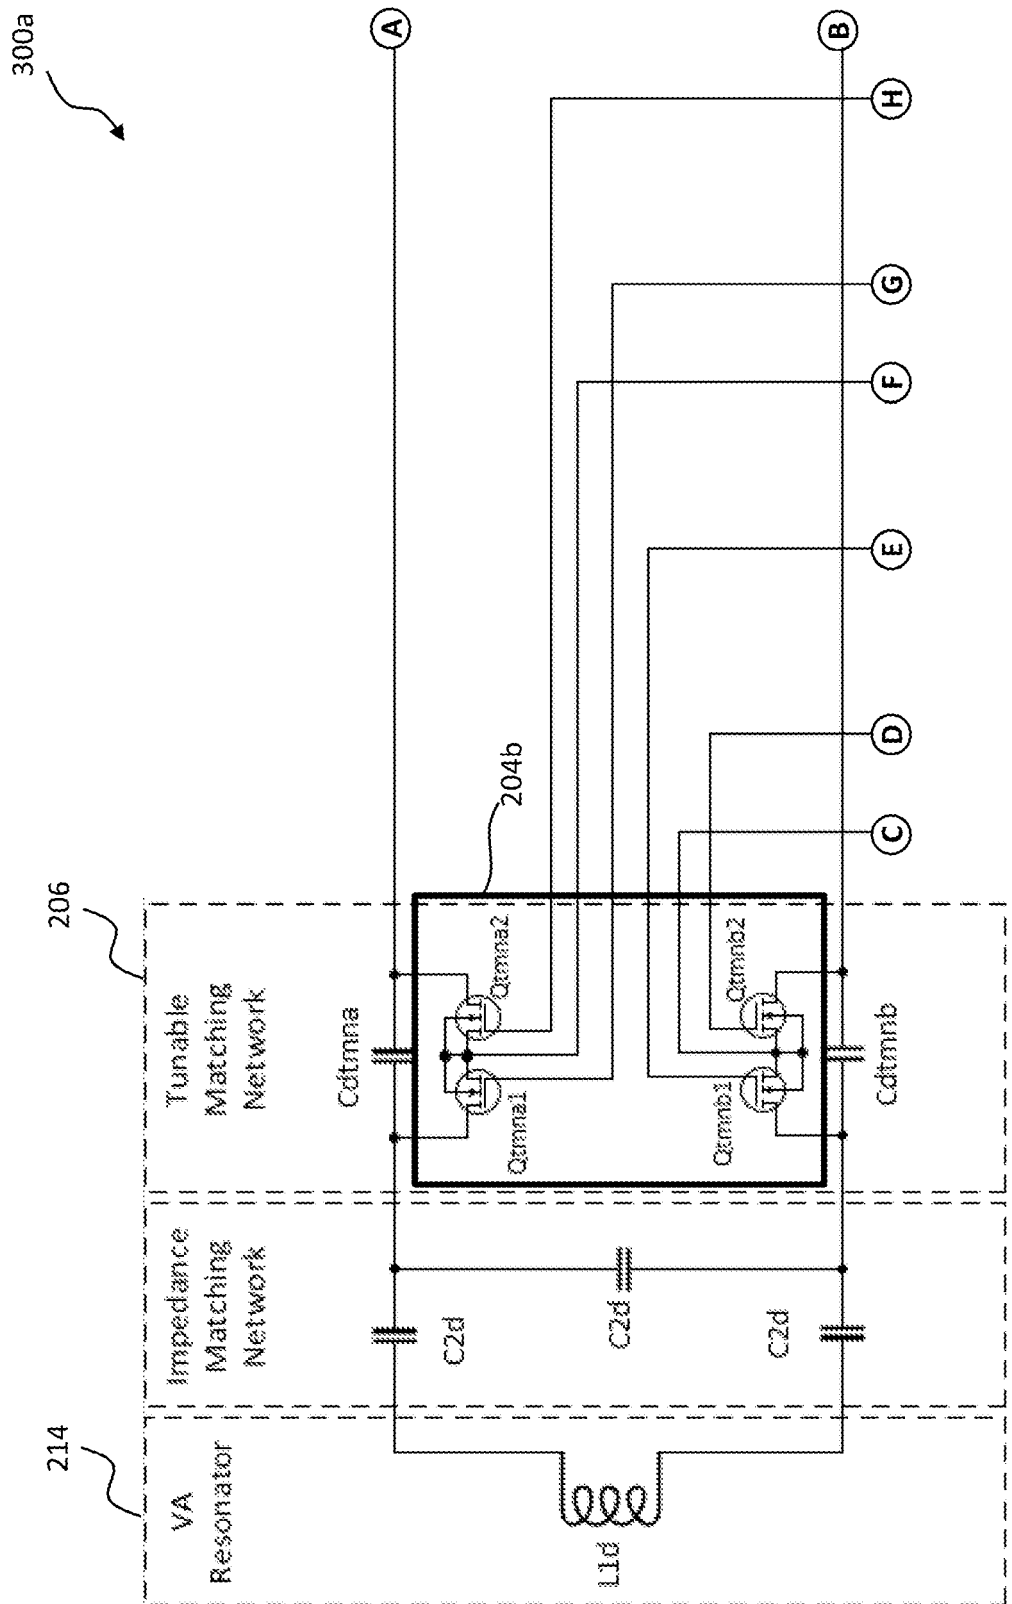 300a
214
VA
Resonator
L1d
Impedance
Matching
Network
C2d
C2d
C2d
206
Tunable
Matching
Network
Cdtmna
Qtmna1
Qtmna2
Qtmnb1
Qtmnb2
Cdtmnb
204b
A
B
C
D
E
F
G
H